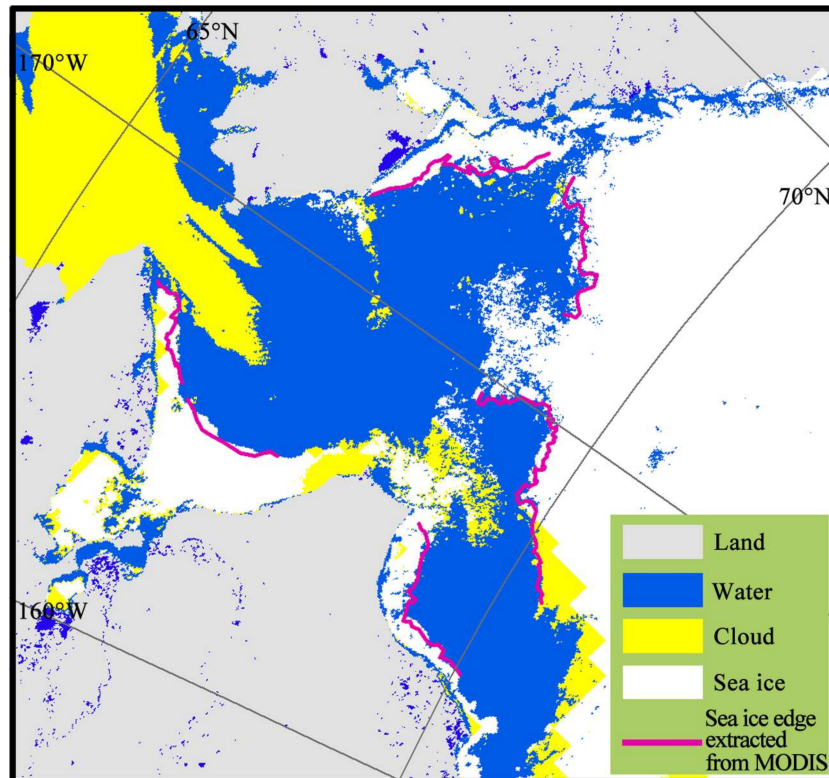 65°N
170°W
70°N
160°W
Land
Water
Cloud
Sea ice
Sea ice edge
extracted
from MODIS